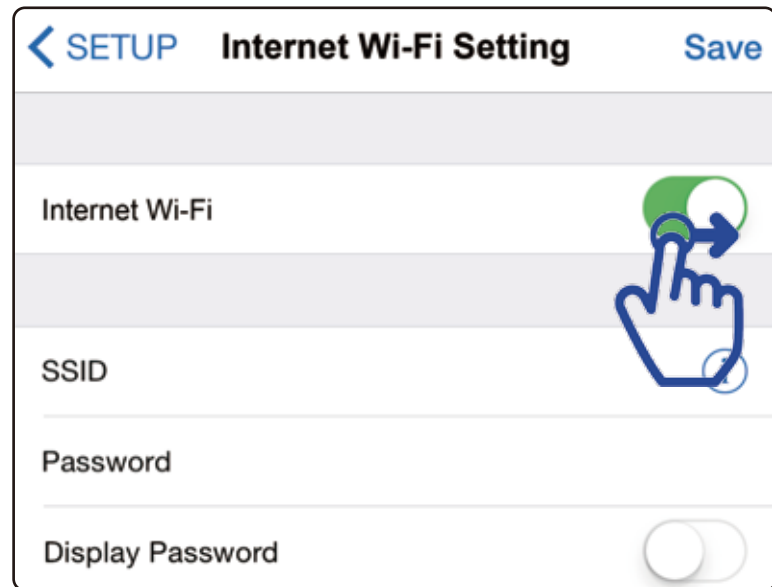 SETUP Internet Wi-Fi Setting Save
Internet Wi-Fi
SSID
Password
Display Password